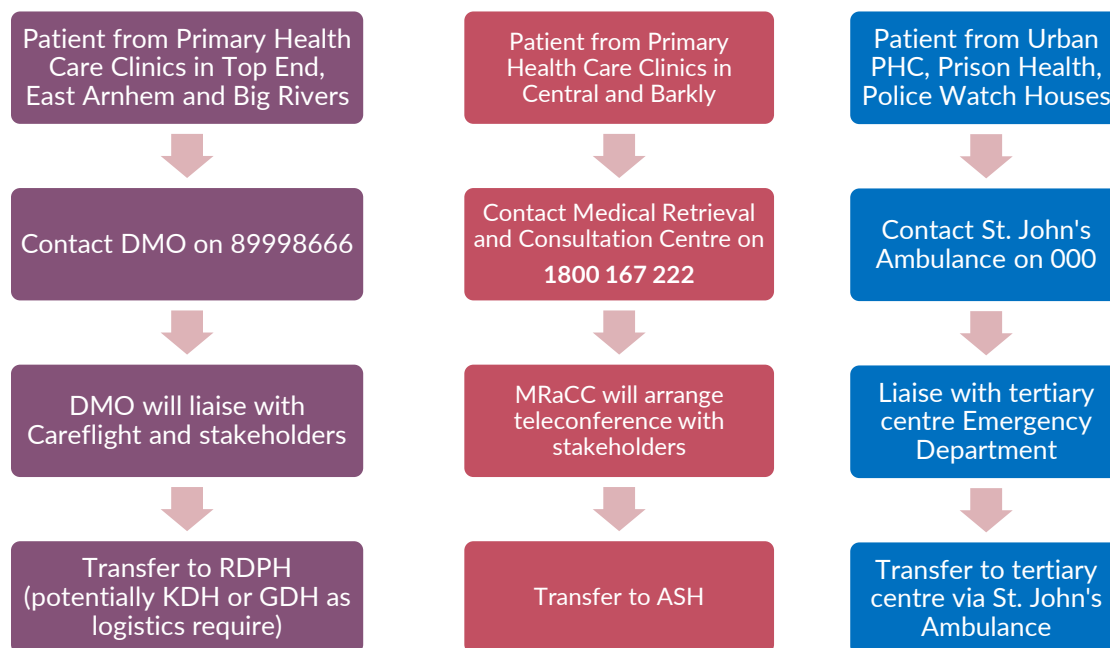 Patient from Primary Health
Care Clinics in Top End,
East Arnhem and Big Rivers
Contact DMO on 89998666
DMO will liaise with
Careflight and stakeholders
Transfer to RDPH
(potentially KDH or GDH as
logistics require)
Patient from Primary
Health Care Clinics in
Central and Barkly
Contact Medical Retrieval
and Consultation Centre on
1800 167 222
MRaCC will arrange
teleconference with
stakeholders
Transfer to ASH
Patient from Urban
PHC, Prison Health,
Police Watch Houses
Contact St. John's
Ambulance on 000
Liaise with tertiary
centre Emergency
Department
Transfer to tertiary
centre via St. John's
Ambulance